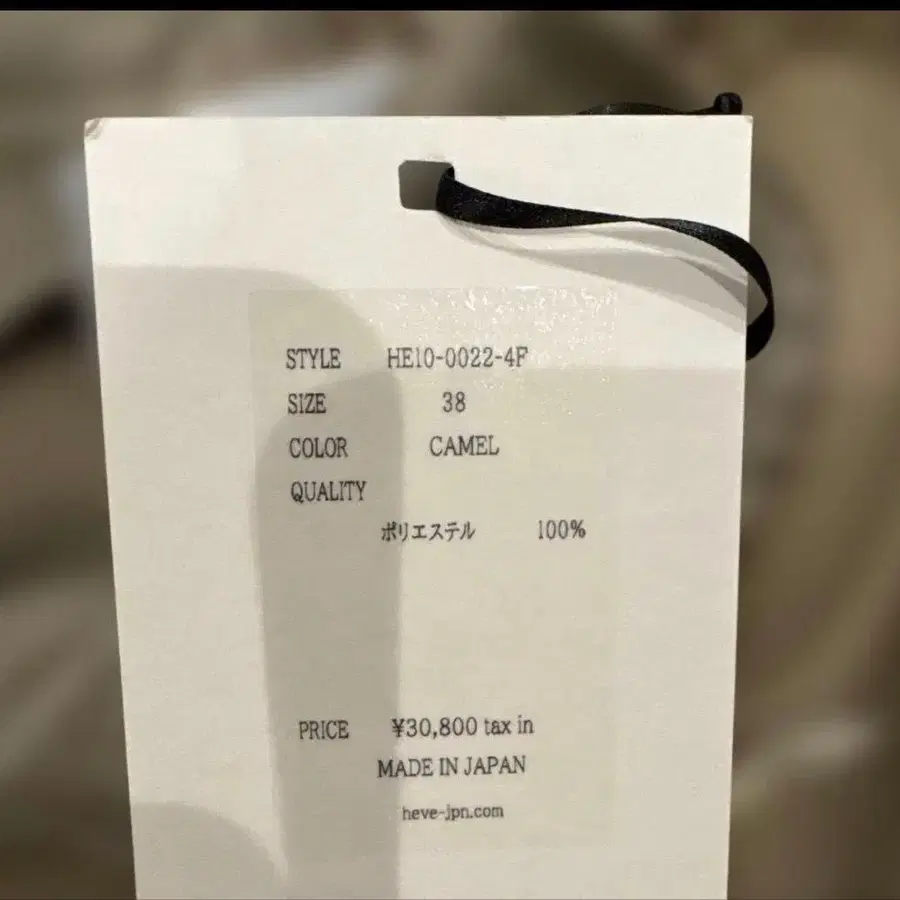 STYLE HE10-0022-4F
SIZE 38
COLOR CAMEL
QUALITY
ポリエステル 100%
PRICE ¥30,800 tax in
MADE IN JAPAN
heve-jpn.com